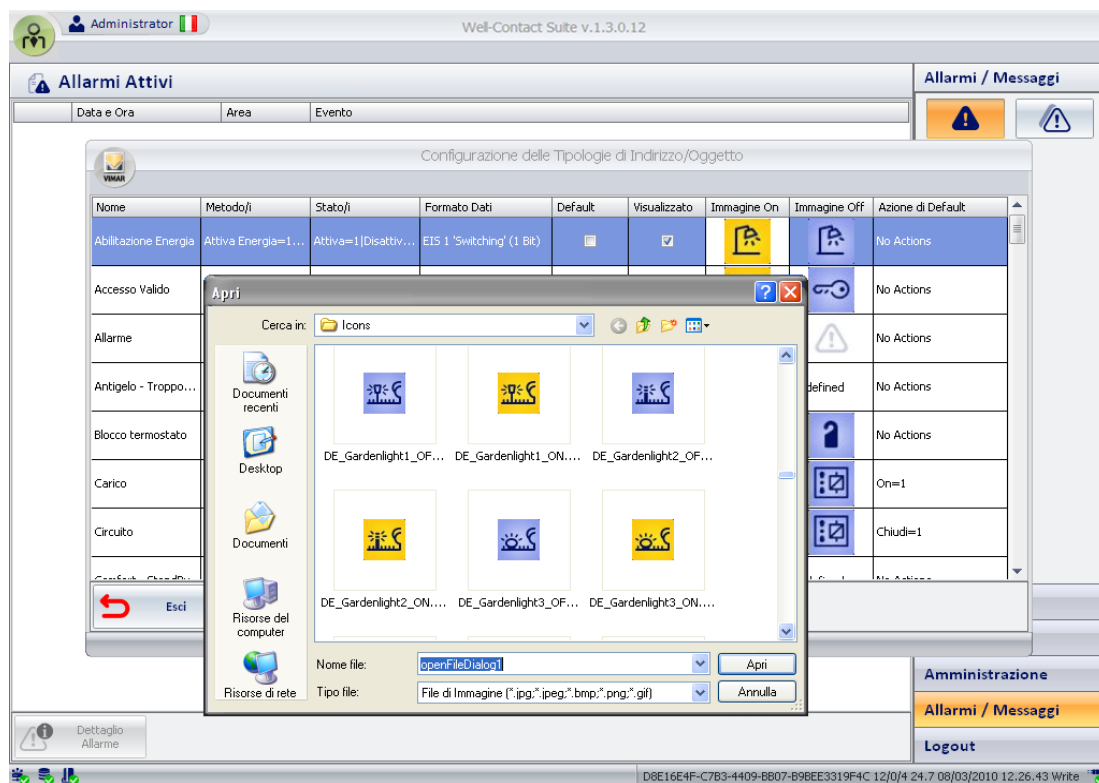 Administrator
Well-Contact Suite v.1.3.0.12
Allarmi Attivi
Allarmi / Messaggi
Data e Ora Area Evento
VIMAR
Configurazione delle Tipologie di Indirizzo/Oggetto
Nome Metodo/i Stato/i Formato Dati Default Visualizzato Immagine On Immagine Off Azione di Default
Abilitazione Energia Attiva Energia=1... Attiva=1|Disattiv... EIS 1 'Switching' (1 Bit) No Actions
Accesso Valido No Actions
Allarme No Actions
Antigelo - Troppo... defined No Actions
Blocco termostato No Actions
Carico On=1
Circuito Chiudi=1
Esci
Apri
Cerca in: Icons
Documenti
recenti
Desktop
Documenti
Risorse del
computer
Risorse di rete
DE_Gardenlight1_OF... DE_Gardenlight1_ON.... DE_Gardenlight2_OF...
DE_Gardenlight2_ON.... DE_Gardenlight3_OF... DE_Gardenlight3_ON....
Nome file: openFileDialog1 Apri
Tipo file: File di Immagine (*.jpg;*.jpeg;*.bmp;*.png;*.gif) Annulla
Amministrazione
Allarmi / Messaggi
Logout
Dettaglio
Allarme
D8E16E4F-C7B3-4409-BB07-B9BEE3319F4C 12/0/4 24.7 08/03/2010 12.26.43 Write